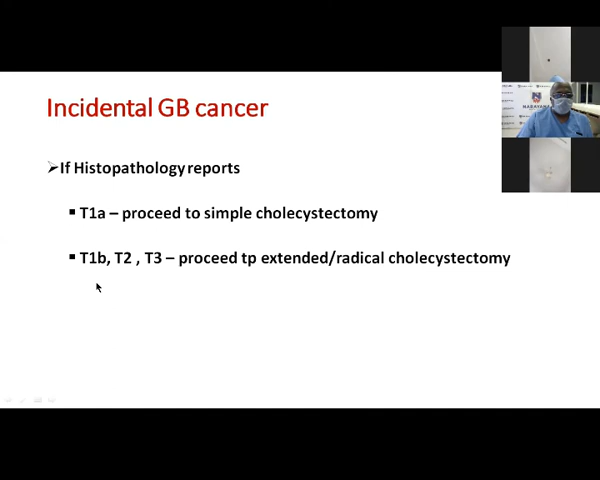 Incidental GB cancer
If Histopathology reports
T1a – proceed to simple cholecystectomy
T1b, T2 , T3 – proceed tp extended/radical cholecystectomy